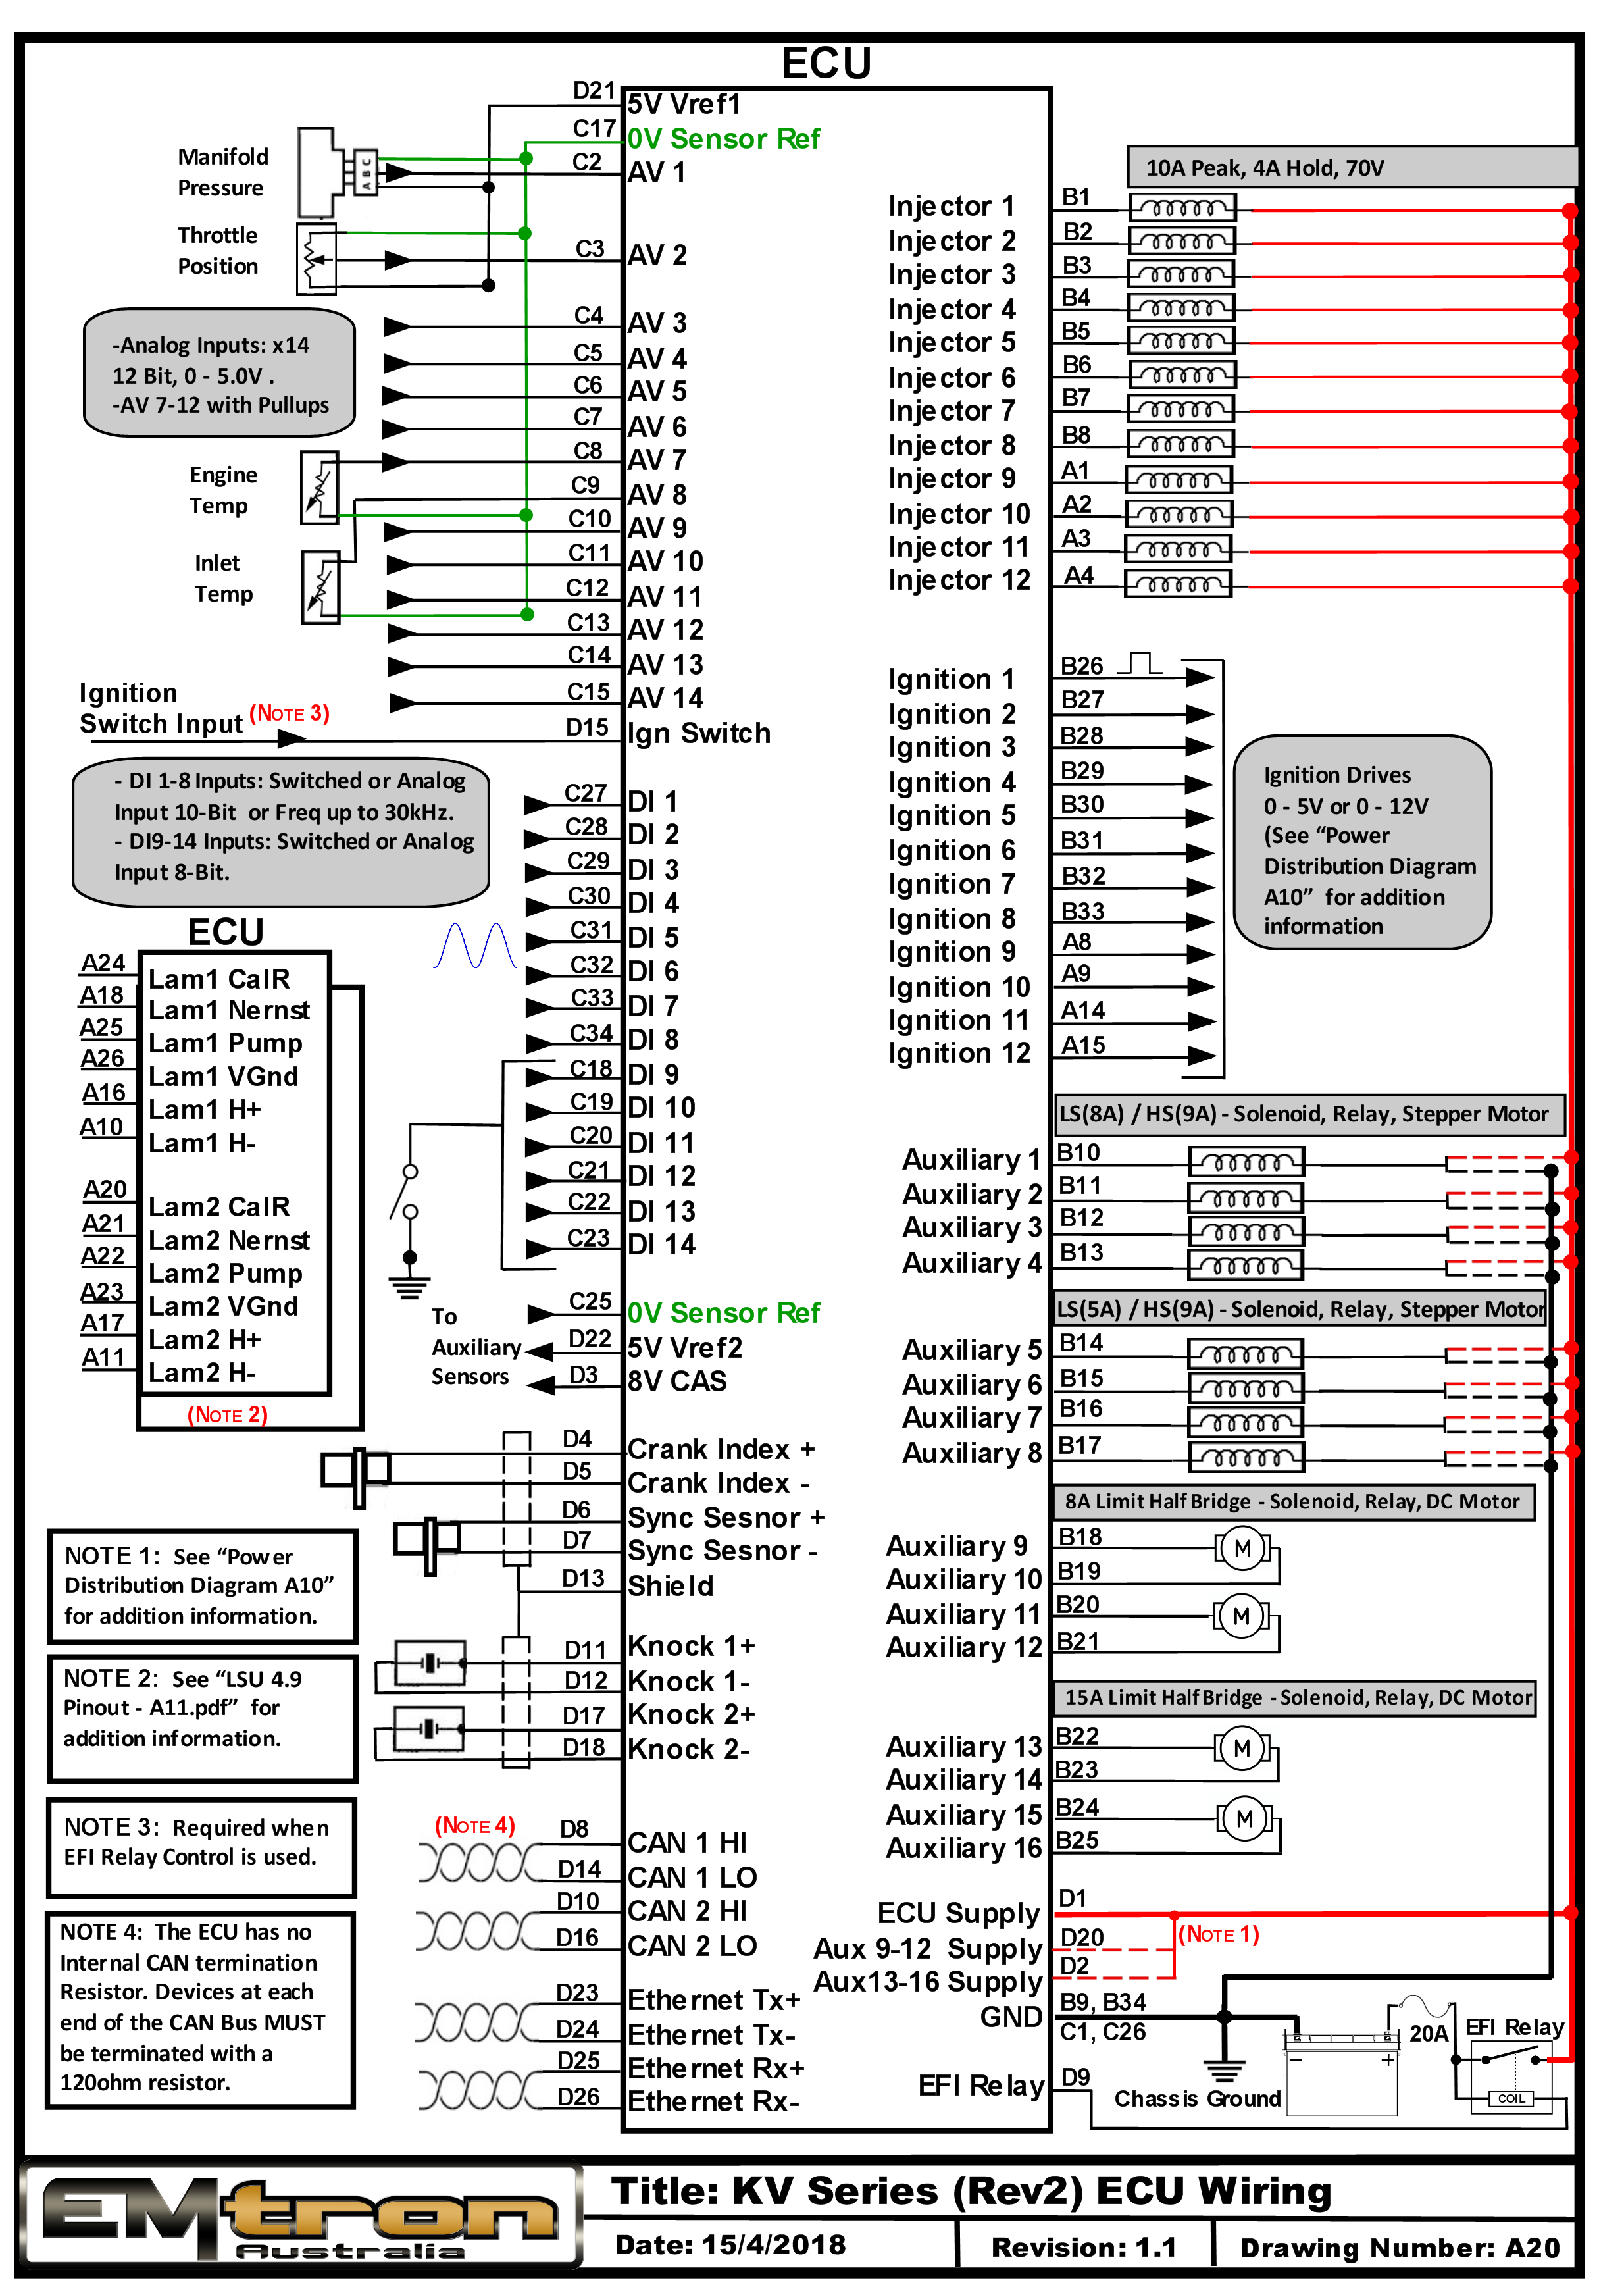 ECU
Manifold
Pressure
A B C
Throttle
Position
-Analog Inputs: x14
12 Bit, 0 - 5.0V .
-AV 7-12 with Pullups
Engine
Temp
Inlet
Temp
Ignition
Switch Input (NOTE 3)
- DI 1-8 Inputs: Switched or Analog
Input 10-Bit or Freq up to 30kHz.
- DI9-14 Inputs: Switched or Analog
Input 8-Bit.
D21 5V Vref1
C17 0V Sensor Ref
C2 AV 1
C3 AV 2
C4 AV 3
C5 AV 4
C6 AV 5
C7 AV 6
C8 AV 7
C9 AV 8
C10 AV 9
C11 AV 10
C12 AV 11
C13 AV 12
C14 AV 13
C15 AV 14
D15 Ign Switch
C27 DI 1
C28 DI 2
C29 DI 3
C30 DI 4
C31 DI 5
C32 DI 6
C33 DI 7
C34 DI 8
C18 DI 9
C19 DI 10
C20 DI 11
C21 DI 12
C22 DI 13
C23 DI 14
To
Auxiliary
Sensors
C25 0V Sensor Ref
D22 5V Vref2
D3 8V CAS
D4 Crank Index +
D5 Crank Index -
D6 Sync Sesnor +
D7 Sync Sesnor -
D13 Shield
D11 Knock 1+
D12 Knock 1-
D17 Knock 2+
D18 Knock 2-
(NOTE 4)
D8 CAN 1 HI
D14 CAN 1 LO
D10 CAN 2 HI
D16 CAN 2 LO
D23 Ethernet Tx+
D24 Ethernet Tx-
D25 Ethernet Rx+
D26 Ethernet Rx-
ECU
A24 Lam1 CalR
A18 Lam1 Nernst
A25 Lam1 Pump
A26 Lam1 VGnd
A16 Lam1 H+
A10 Lam1 H-
A20 Lam2 CalR
A21 Lam2 Nernst
A22 Lam2 Pump
A23 Lam2 VGnd
A17 Lam2 H+
A11 Lam2 H-
(NOTE 2)
NOTE 1: See “Power
Distribution Diagram A10”
for addition information.
NOTE 2: See “LSU 4.9
Pinout - A11.pdf” for
addition information.
NOTE 3: Required when
EFI Relay Control is used.
NOTE 4: The ECU has no
Internal CAN termination
Resistor. Devices at each
end of the CAN Bus MUST
be terminated with a
120ohm resistor.
10A Peak, 4A Hold, 70V
Injector 1 B1
Injector 2 B2
Injector 3 B3
Injector 4 B4
Injector 5 B5
Injector 6 B6
Injector 7 B7
Injector 8 B8
Injector 9 A1
Injector 10 A2
Injector 11 A3
Injector 12 A4
Ignition 1 B26
Ignition 2 B27
Ignition 3 B28
Ignition 4 B29
Ignition 5 B30
Ignition 6 B31
Ignition 7 B32
Ignition 8 B33
Ignition 9 A8
Ignition 10 A9
Ignition 11 A14
Ignition 12 A15
Ignition Drives
0 - 5V or 0 - 12V
(See “Power
Distribution Diagram
A10” for addition
information
LS(8A) / HS(9A) - Solenoid, Relay, Stepper Motor
Auxiliary 1 B10
Auxiliary 2 B11
Auxiliary 3 B12
Auxiliary 4 B13
LS(5A) / HS(9A) - Solenoid, Relay, Stepper Motor
Auxiliary 5 B14
Auxiliary 6 B15
Auxiliary 7 B16
Auxiliary 8 B17
8A Limit Half Bridge - Solenoid, Relay, DC Motor
Auxiliary 9 B18 M
Auxiliary 10 B19
Auxiliary 11 B20 M
Auxiliary 12 B21
15A Limit Half Bridge - Solenoid, Relay, DC Motor
Auxiliary 13 B22 M
Auxiliary 14 B23
Auxiliary 15 B24 M
Auxiliary 16 B25
ECU Supply D1
Aux 9-12 Supply D20 (NOTE 1)
Aux13-16 Supply D2
GND B9, B34
C1, C26
EFI Relay D9
Chassis Ground
- +
20A
EFI Relay
COIL
EMtron
Australia
Title: KV Series (Rev2) ECU Wiring
Date: 15/4/2018
Revision: 1.1
Drawing Number: A20